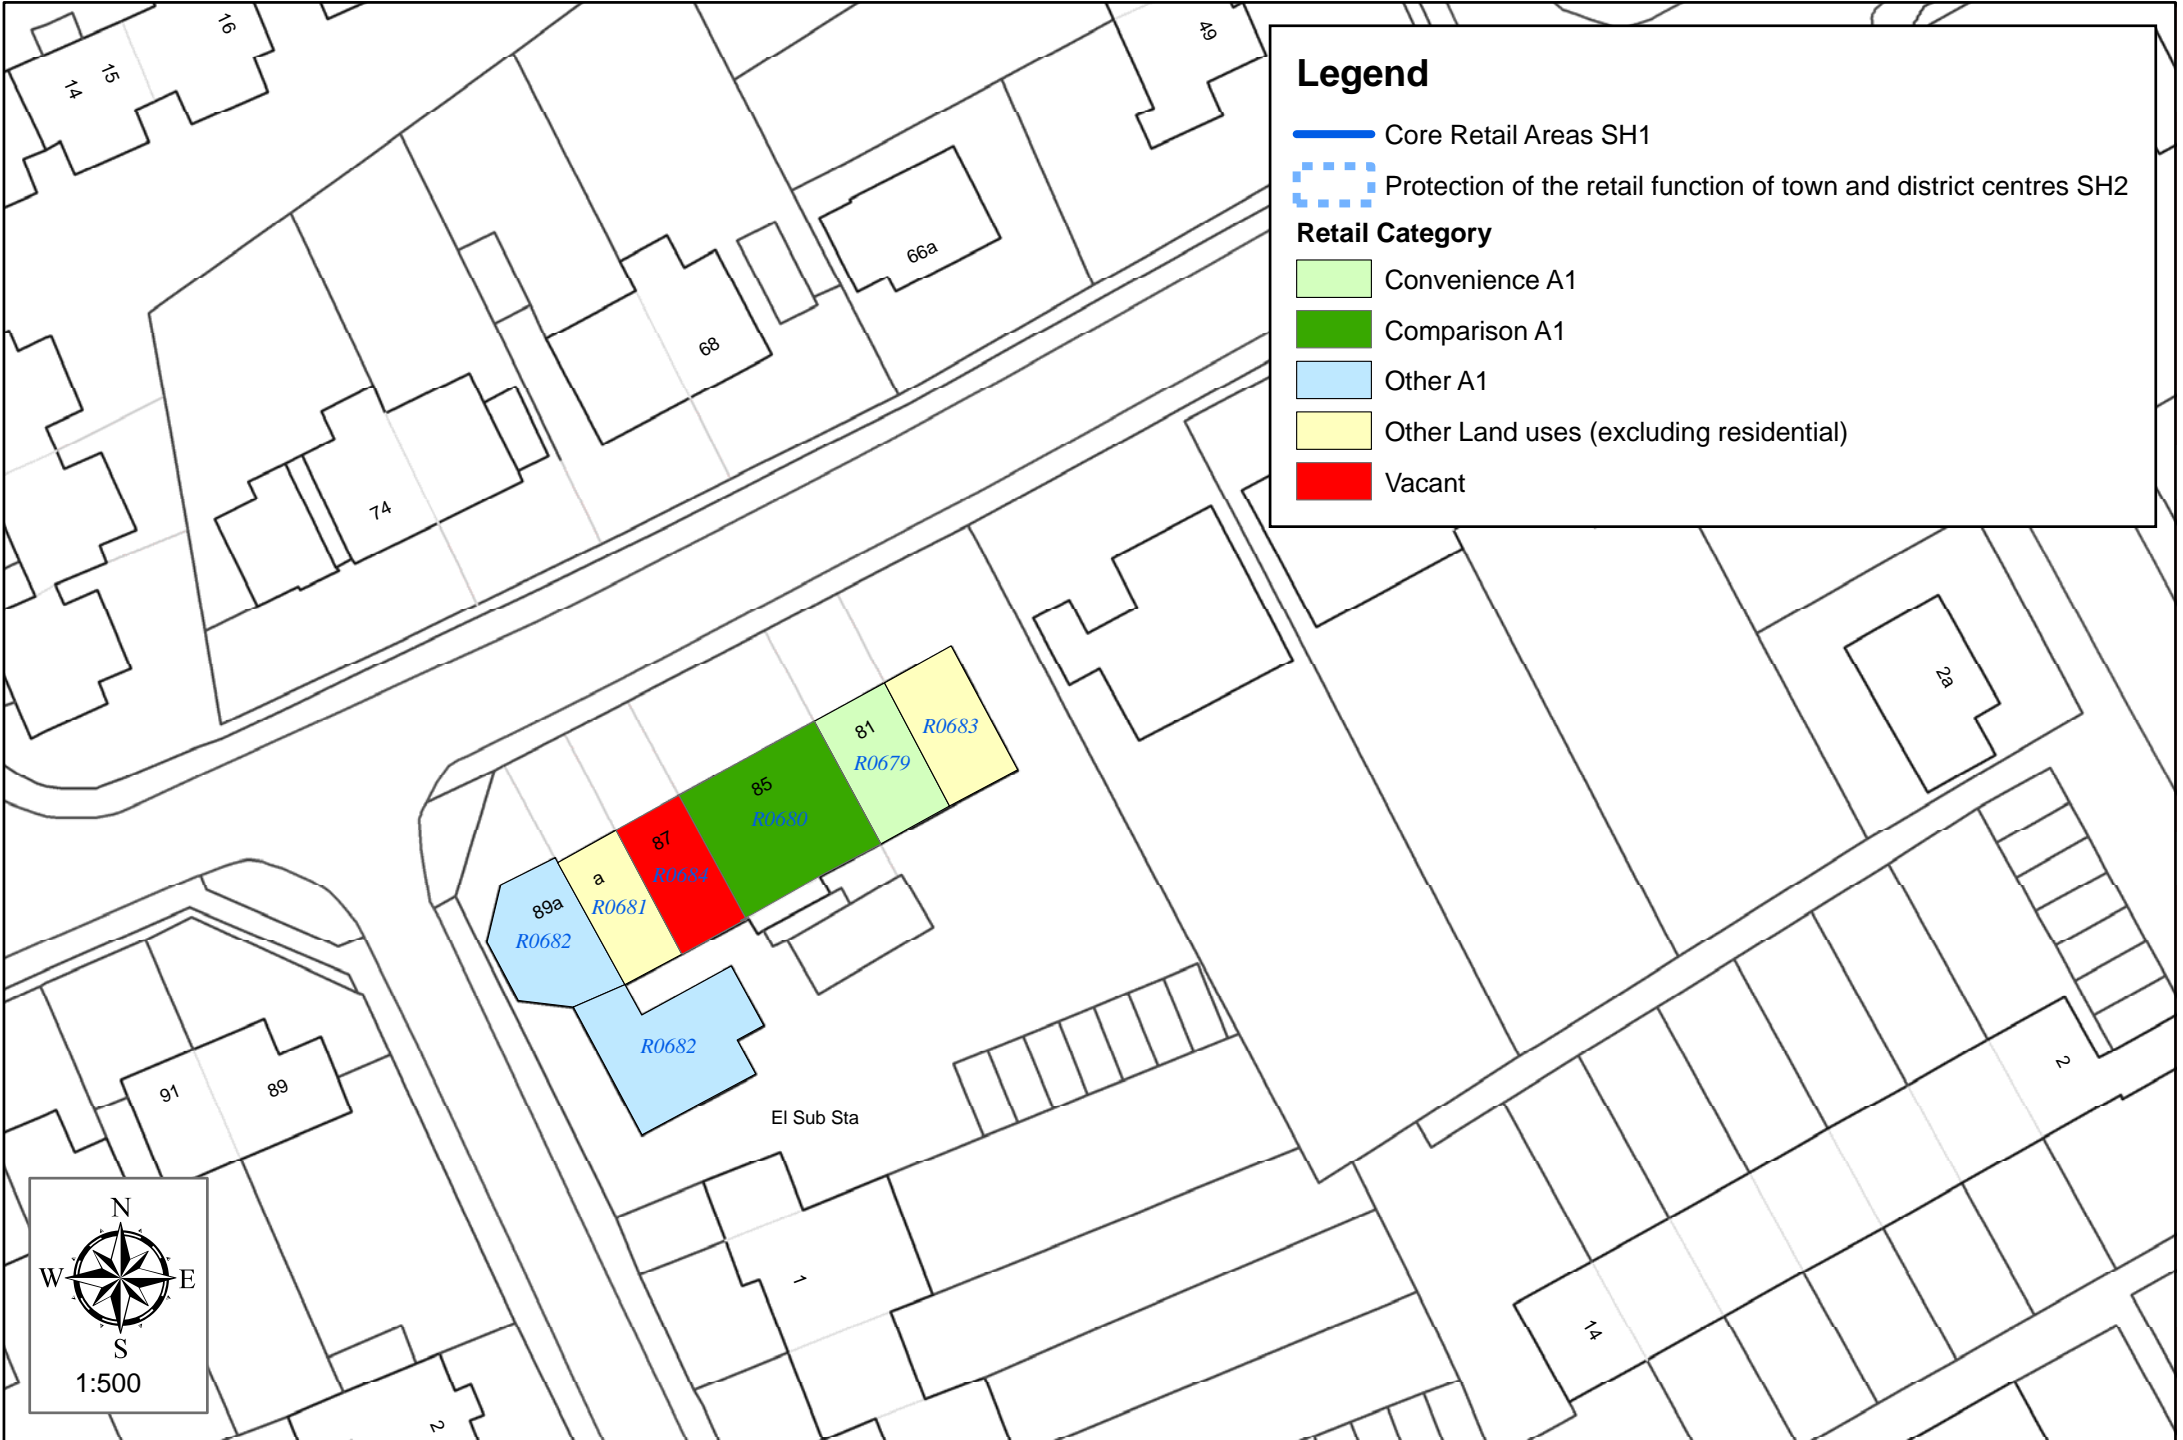 16
15
14
49
Legend
Core Retail Areas SH1
Protection of the retail function of town and district centres SH2
Retail Category
Convenience A1
Comparison A1
Other A1
Other Land uses (excluding residential)
Vacant
66a
68
74
2a
81
R0679
R0683
85
R0680
87
R0684
a
R0681
89a
R0682
R0682
El Sub Sta
91
89
2
1
14
2
N
W
E
S
1:500